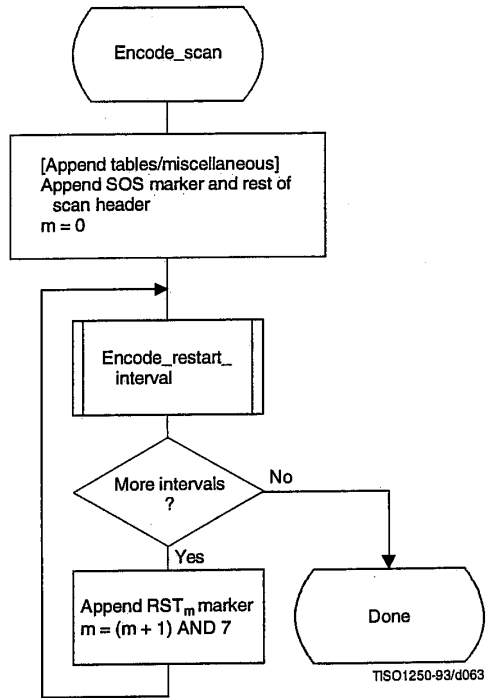 Encode_scan
[Append tables/miscellaneous]
Append SOS marker and rest of
scan header
m = 0
Encode_restart_
interval
More intervals
?
No
Yes
Append RSTm marker
m = (m + 1) AND 7
Done
TISO1250-93/d063